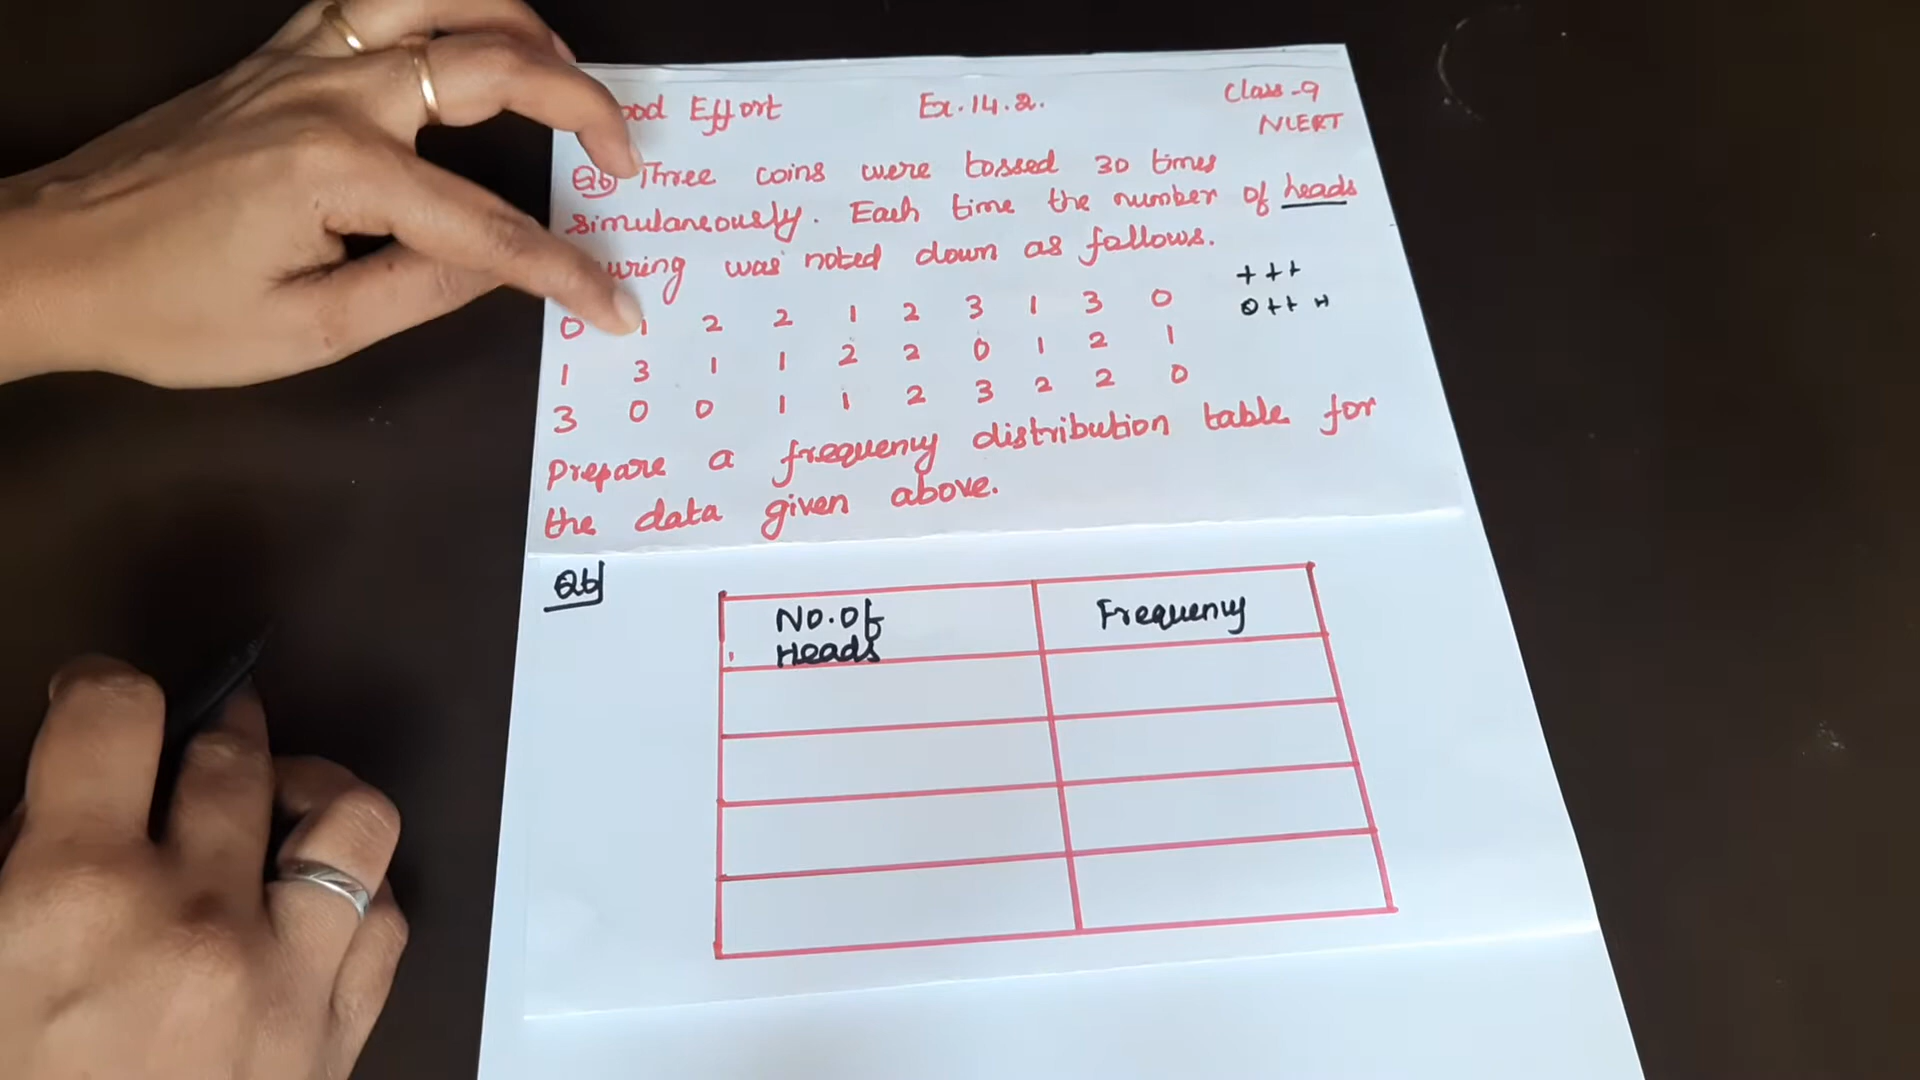 Effort Ex.14.2. Class-9
NCERT
Q6) Three coins were tossed 30 times
simultaneously. Each time the number of heads
was noted down as follows.
+++
0 1 2 2 1 2 3 1 3 0
1 3 1 1 2 2 0 1 2 1
3 0 0 1 1 2 3 2 2 0
Prepare a frequency distribution table for
the data given above.
Q6)
No.Of Frequency
Heads